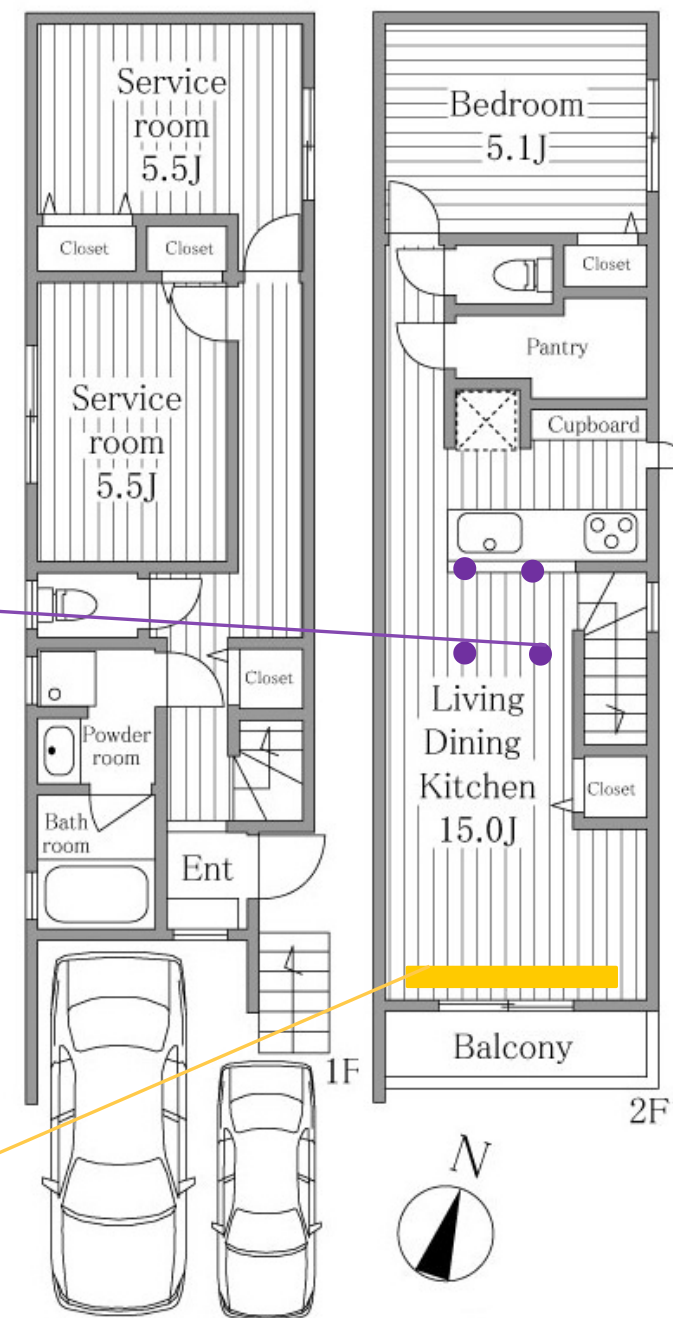 Service
room
5.5J
Closet
Closet
Service
room
5.5J
Closet
Powder
room
Bath
room
Ent
1F
Bedroom
5.1J
Closet
Pantry
Cupboard
Living
Dining
Kitchen
15.0J
Closet
Balcony
2F
N